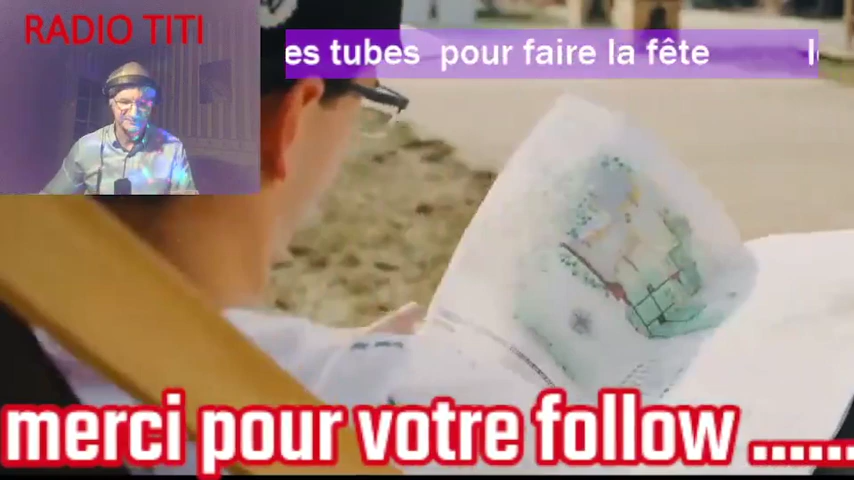 RADIO TITI
es tubes pour faire la fête
merci pour votre follow ......